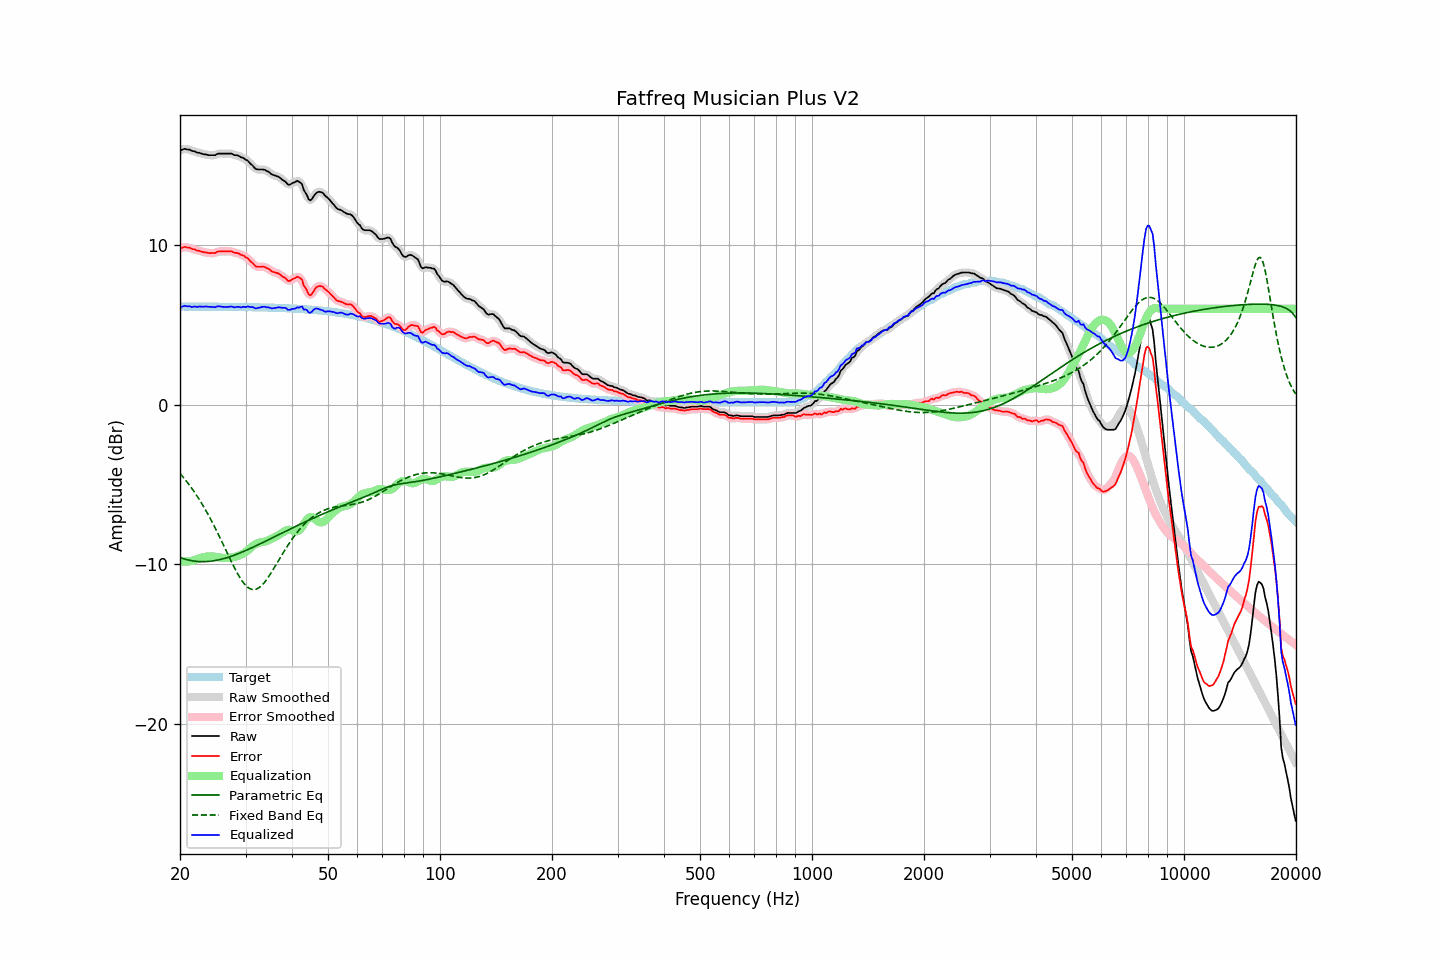 Fatfreq Musician Plus V2
Amplitude (dBr)
10
0
−10
−20
Target
Raw Smoothed
Error Smoothed
Raw
Error
Equalization
Parametric Eq
Fixed Band Eq
Equalized
20 50 100 200 500 1000 2000 5000 10000 20000
Frequency (Hz)